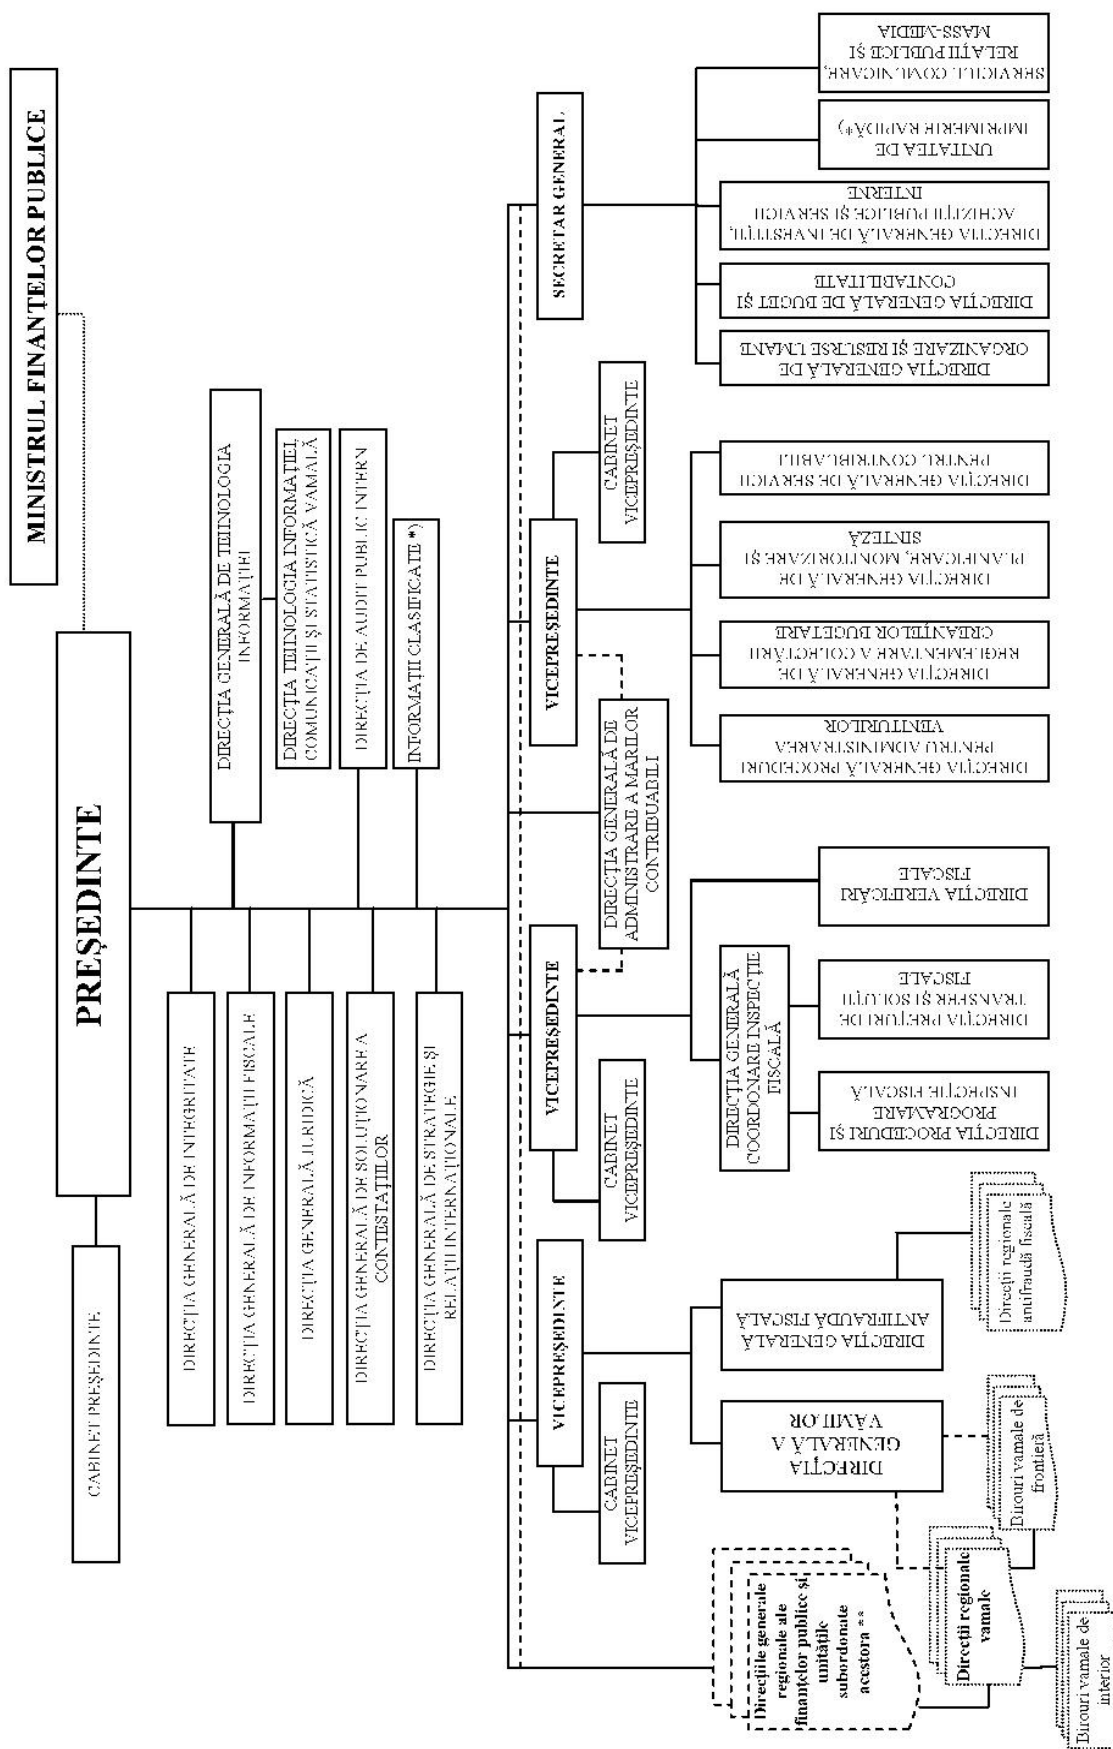 MINISTRUL FINANȚELOR PUBLICE
PREȘEDINTE
CABINET PREȘEDINTE
DIRECȚIA GENERALĂ DE INTEGRITATE
DIRECȚIA GENERALĂ DE INFORMAȚII FISCALE
DIRECȚIA GENERALĂ JURIDICĂ
DIRECȚIA GENERALĂ DE SOLUȚIONARE A
CONTESTAȚIILOR
DIRECȚIA GENERALĂ DE STRATEGIE ȘI
RELAȚII INTERNAȚIONALE
DIRECȚIA GENERALĂ DE TEHNOLOGIA
INFORMAȚIEI
DIRECȚIA TEHNOLOGIA INFORMAȚIEI,
COMUNICAȚII ȘI STATISTICĂ VAMALĂ
DIRECȚIA DE AUDIT PUBLIC INTERN
INFORMAȚII CLASIFICATE *)
VICEPREȘEDINTE
VICEPREȘEDINTE
VICEPREȘEDINTE
SECRETAR GENERAL
CABINET
VICEPREȘEDINTE
CABINET
VICEPREȘEDINTE
DIRECȚIA GENERALĂ DE
ADMINISTRARE A MARILOR
CONTRIBUABILI
CABINET
VICEPREȘEDINTE
Direcțiile generale
regionale ale
finanțelor publice și
unitățile
subordonate
acestora **
DIRECȚIA
GENERALĂ A
VĂMILOR
DIRECȚIA GENERALĂ
ANTIFRAUDĂ FISCALĂ
Direcții regionale
antifraudă fiscală
Direcții regionale
vamale
Birouri vamale de
frontieră
Birouri vamale de
interior
DIRECȚIA GENERALĂ
COORDONARE INSPECȚIE
FISCALĂ
DIRECȚIA PROCEDURI ȘI
PROGRAMARE
INSPECȚIE FISCALĂ
DIRECȚIA PREȚURI DE
TRANSFER ȘI SOLUȚII
FISCALE
DIRECȚIA VERIFICĂRI
FISCALE
DIRECȚIA GENERALĂ PROCEDURI
PENTRU ADMINISTRAREA
VENITURILOR
DIRECȚIA GENERALĂ DE
REGLEMENTARE A COLECTĂRII
CREANȚELOR BUGETARE
DIRECȚIA GENERALĂ DE
PLANIFICARE, MONITORIZARE ȘI
SINTEZĂ
DIRECȚIA GENERALĂ DE SERVICII
PENTRU CONTRIBUABILI
DIRECȚIA GENERALĂ DE
ORGANIZARE ȘI RESURSE UMANE
DIRECȚIA GENERALĂ DE BUGET ȘI
CONTABILITATE
DIRECȚIA GENERALĂ DE INVESTIȚII,
ACHIZIȚII PUBLICE ȘI SERVICII
INTERNE
UNITATEA DE
IMPRIMERIE RAPIDĂ*)
SERVICIUL COMUNICARE,
RELAȚII PUBLICE ȘI
MASS-MEDIA